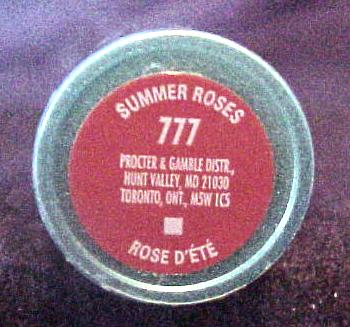 SUMMER ROSES
777
PROCTER & GAMBLE DISTR.,
HUNT VALLEY, MD 21030
TORONTO, ONT., M5W 1C5
ROSE D'ÉTÉ